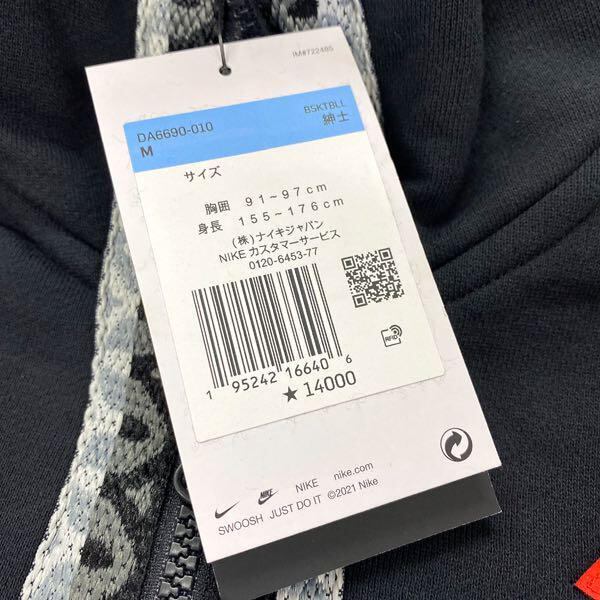 IM#722485
DA6690-010
BSKTBLL
M
紳士
サイズ
胸囲 91~97cm
身長 155~176cm
(株)ナイキジャパン
NIKE カスタマーサービス
0120-6453-77
RFID
1 95242 16640 6
★14000
NIKE
NIKE
nike.com
SWOOSH JUST DO IT ©2021 Nike